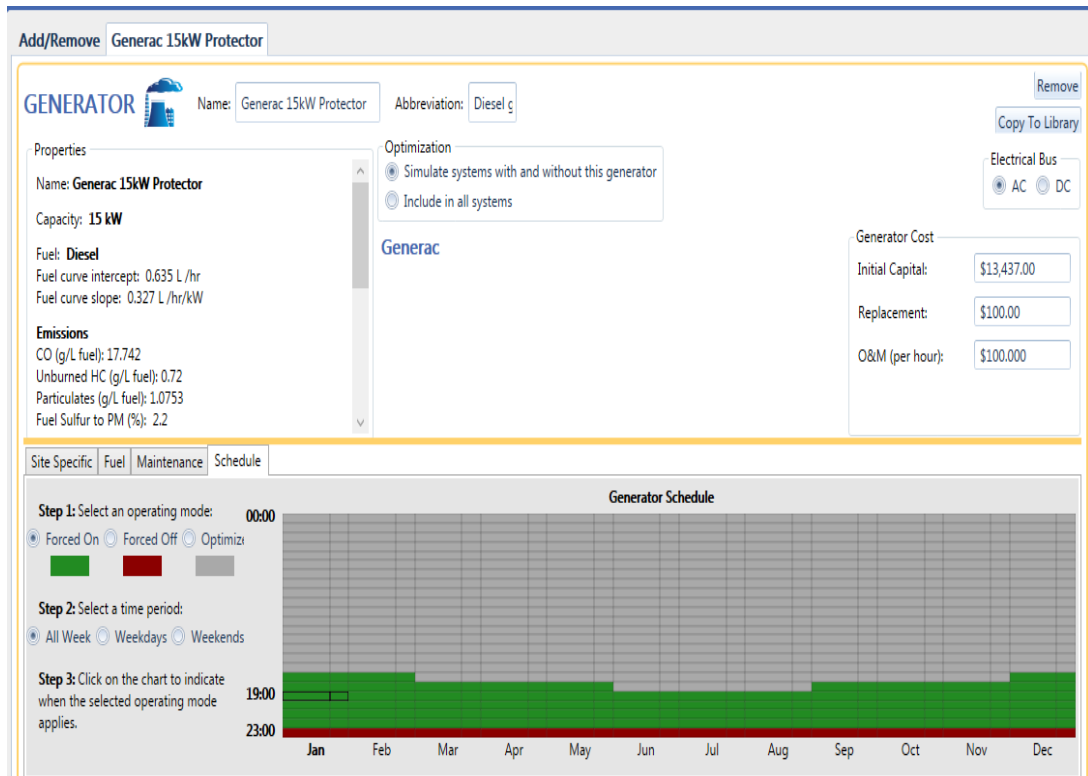 Add/Remove Generac 15kW Protector
GENERATOR Name: Generac 15kW Protector Abbreviation: Diesel g
Remove
Copy To Library
Properties
Name: Generac 15kW Protector
Capacity: 15 kW
Fuel: Diesel
Fuel curve intercept: 0.635 L/hr
Fuel curve slope: 0.327 L/hr/kW
Emissions
CO (g/L fuel): 17.742
Unburned HC (g/L fuel): 0.72
Particulates (g/L fuel): 1.0753
Fuel Sulfur to PM (%): 2.2
Optimization
Simulate systems with and without this generator
Include in all systems
Generac
Electrical Bus
AC DC
Generator Cost
Initial Capital: $13,437.00
Replacement: $100.00
O&M (per hour): $100.000
Site Specific Fuel Maintenance Schedule
Step 1: Select an operating mode:
Forced On Forced Off Optimize
Step 2: Select a time period:
All Week Weekdays Weekends
Step 3: Click on the chart to indicate
when the selected operating mode
applies.
Generator Schedule
00:00
19:00
23:00
Jan Feb Mar Apr May Jun Jul Aug Sep Oct Nov Dec